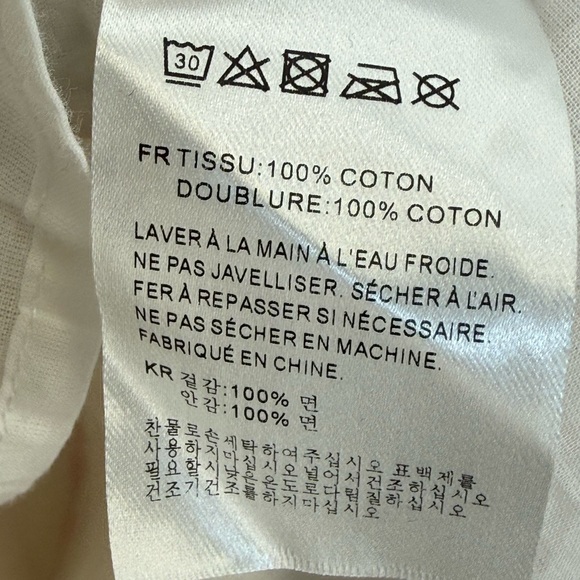 30
FR TISSU:100% COTON
DOUBLURE:100% COTON
LAVER À LA MAIN À L'EAU FROIDE.
NE PAS JAVELLISER. SÉCHER À L'AIR.
FER À REPASSER SI NÉCESSAIRE.
NE PAS SÉCHER EN MACHINE.
FABRIQUÉ EN CHINE.
KR 겉감:100% 면
안감:100% 면
찬물로손세탁하여주십시오 표백제를
사용하지마십시오널어서건조하십시오
필요할시낮은온도로다림질하십시오
건조기건조를하지마십시오